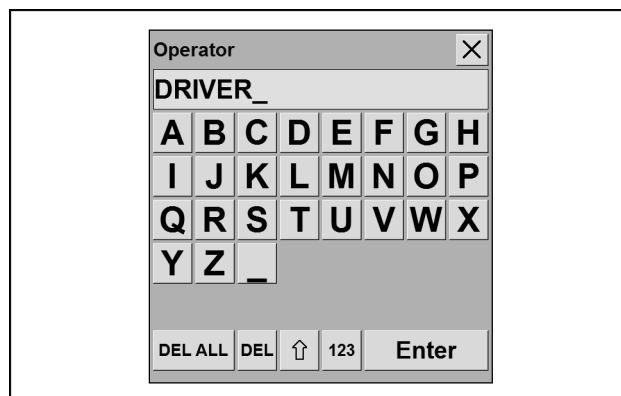 Operator
DRIVER_
A B C D E F G H
I J K L M N O P
Q R S T U V W X
Y Z _
DEL ALL DEL ⇧ 123 Enter